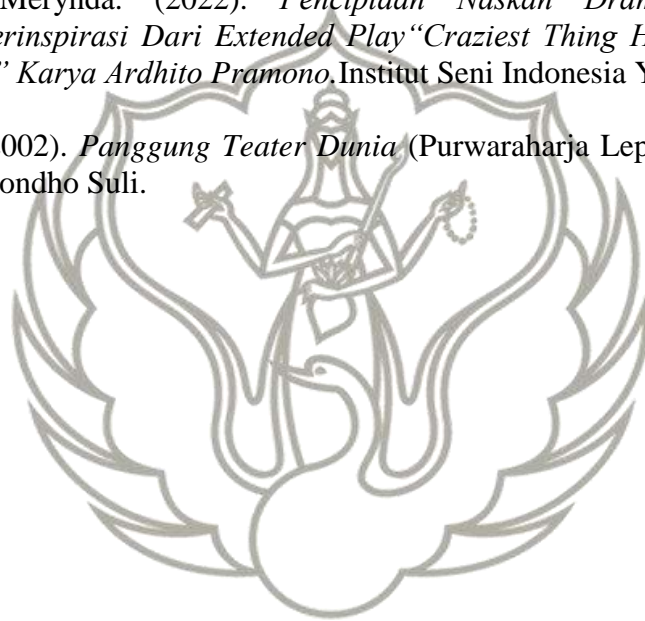 Merynda. (2022). Penciptaan Naskah Dram
erinspirasi Dari Extended Play“Craziest Thing H
” Karya Ardhito Pramono.Institut Seni Indonesia Y
002). Panggung Teater Dunia (Purwaraharja Lep
ondho Suli.